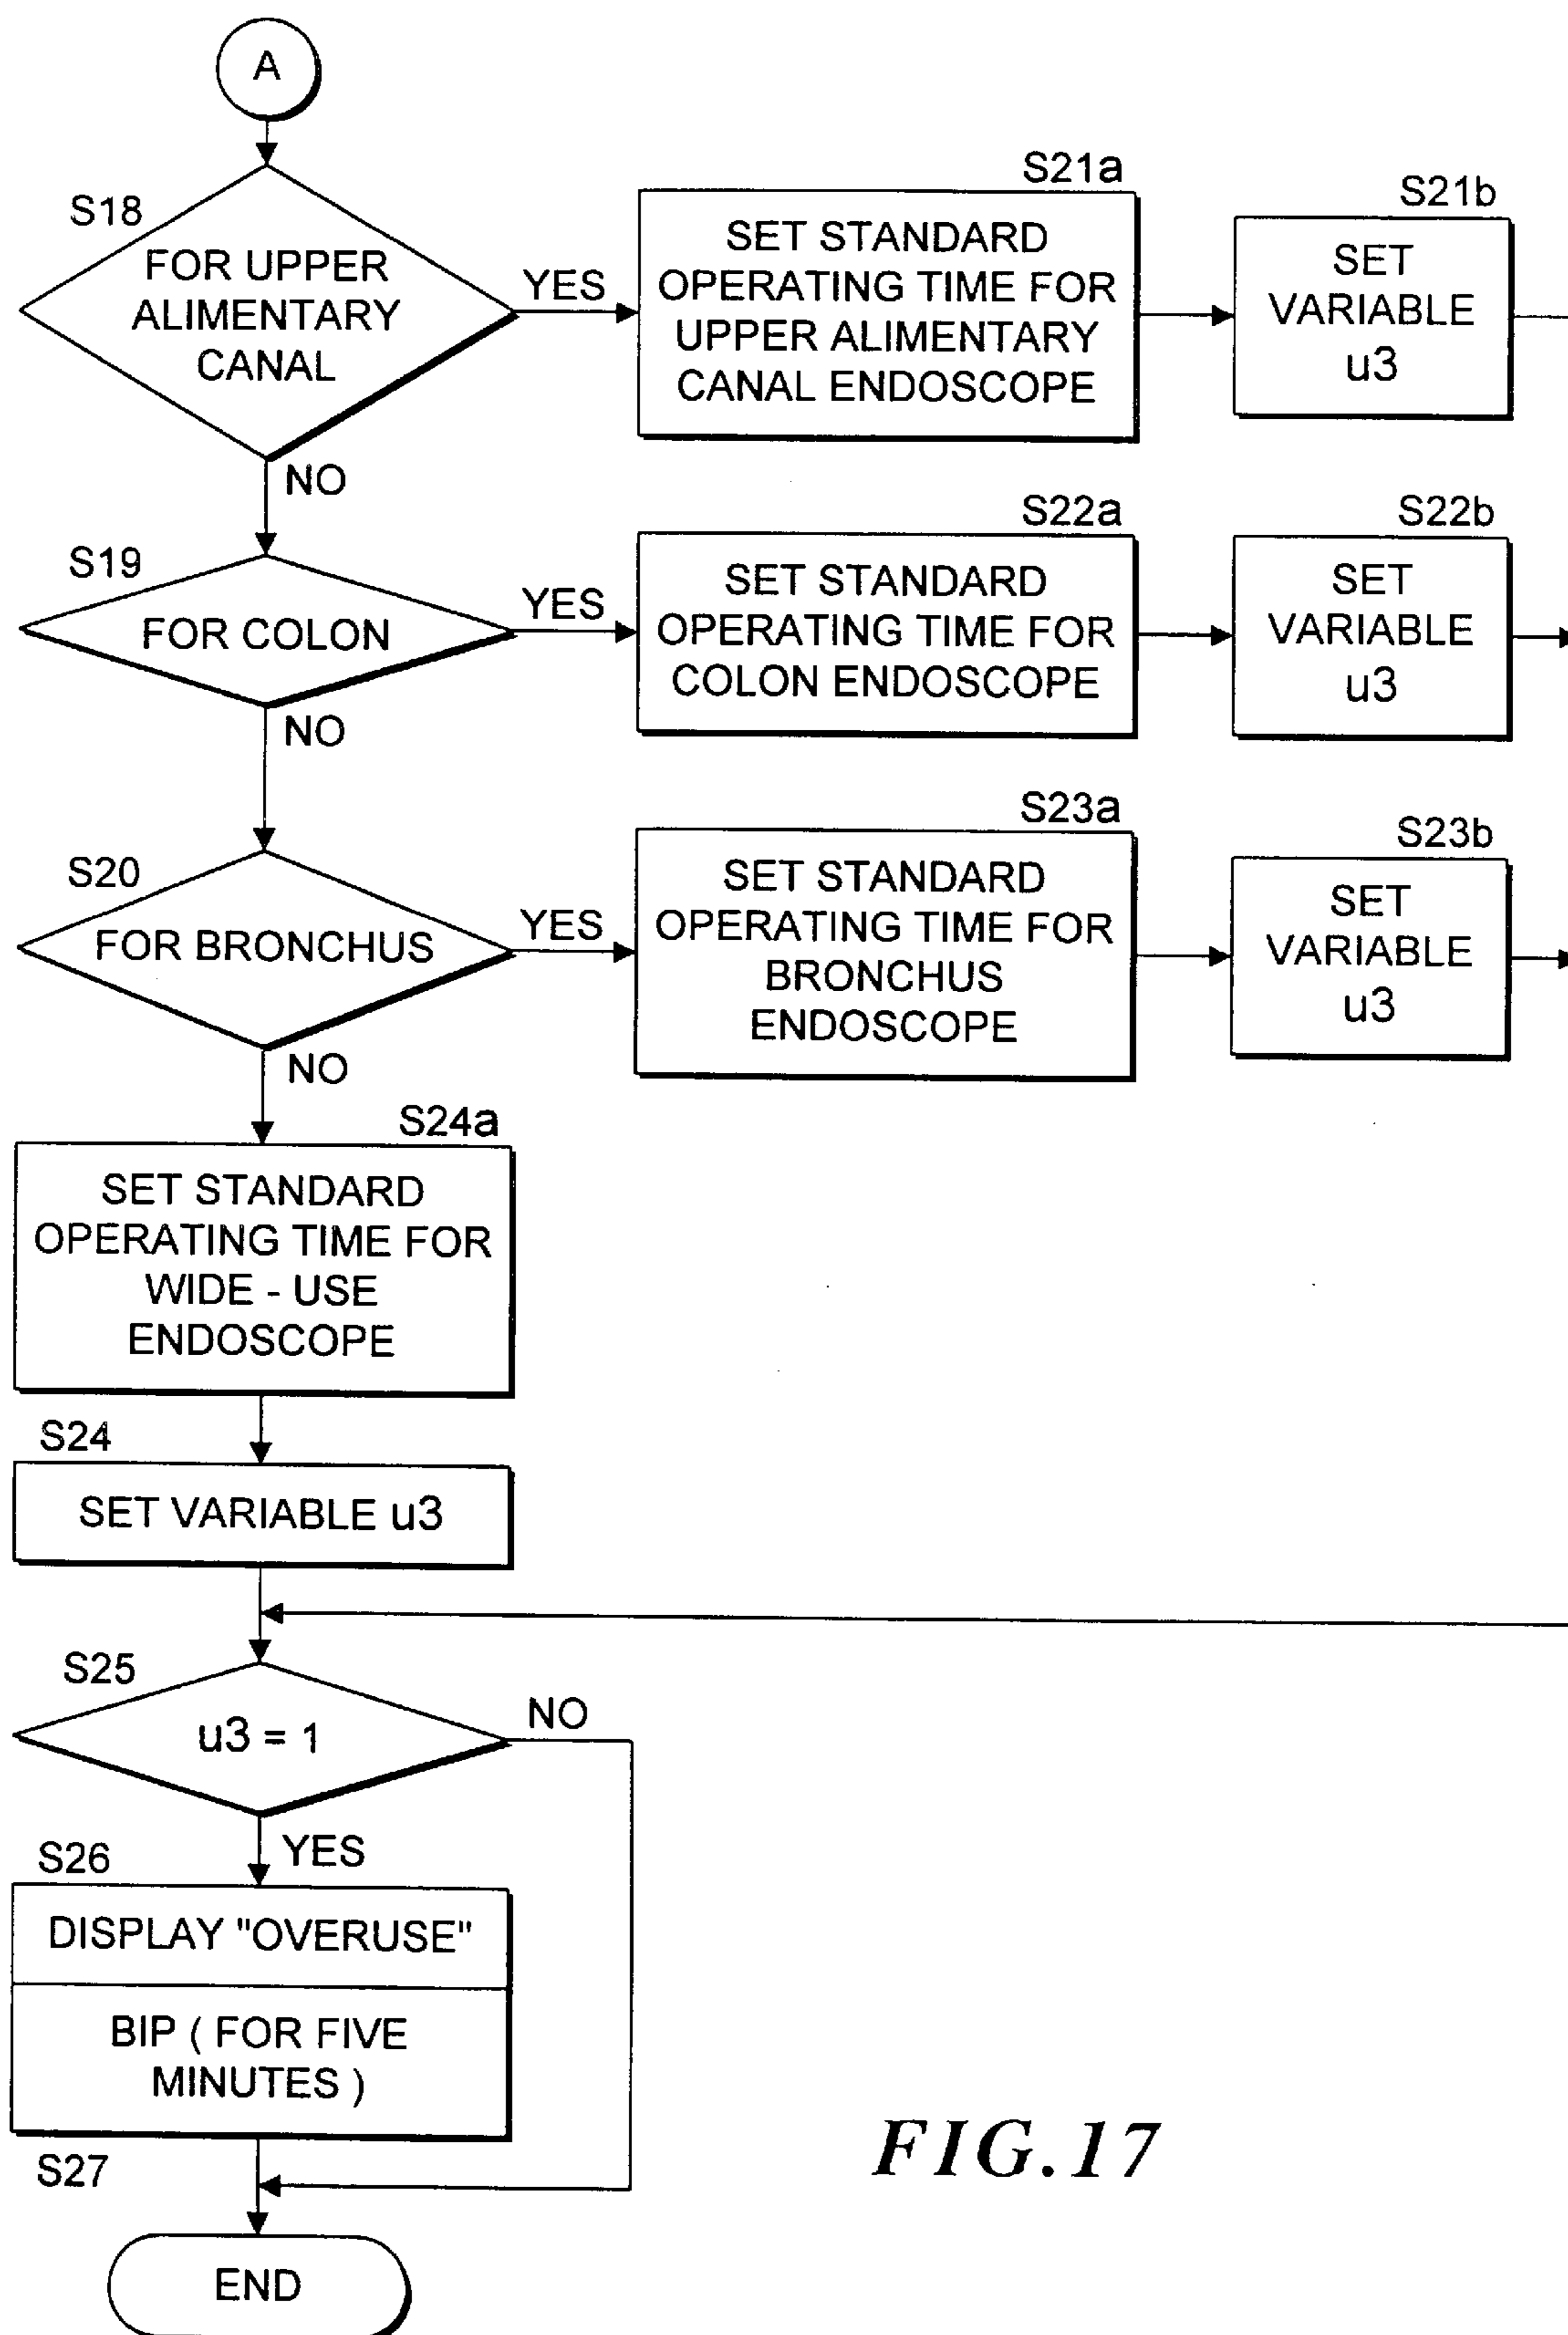 A
S18
FOR UPPER
ALIMENTARY
CANAL
YES
NO
S21a
SET STANDARD
OPERATING TIME FOR
UPPER ALIMENTARY
CANAL ENDOSCOPE
S21b
SET
VARIABLE
u3
S19
FOR COLON
YES
NO
S22a
SET STANDARD
OPERATING TIME FOR
COLON ENDOSCOPE
S22b
SET
VARIABLE
u3
S20
FOR BRONCHUS
YES
NO
S23a
SET STANDARD
OPERATING TIME FOR
BRONCHUS
ENDOSCOPE
S23b
SET
VARIABLE
u3
S24a
SET STANDARD
OPERATING TIME FOR
WIDE - USE
ENDOSCOPE
S24
SET VARIABLE u3
S25
u3 = 1
NO
YES
S26
DISPLAY "OVERUSE"
BIP ( FOR FIVE
MINUTES )
S27
END
FIG.17